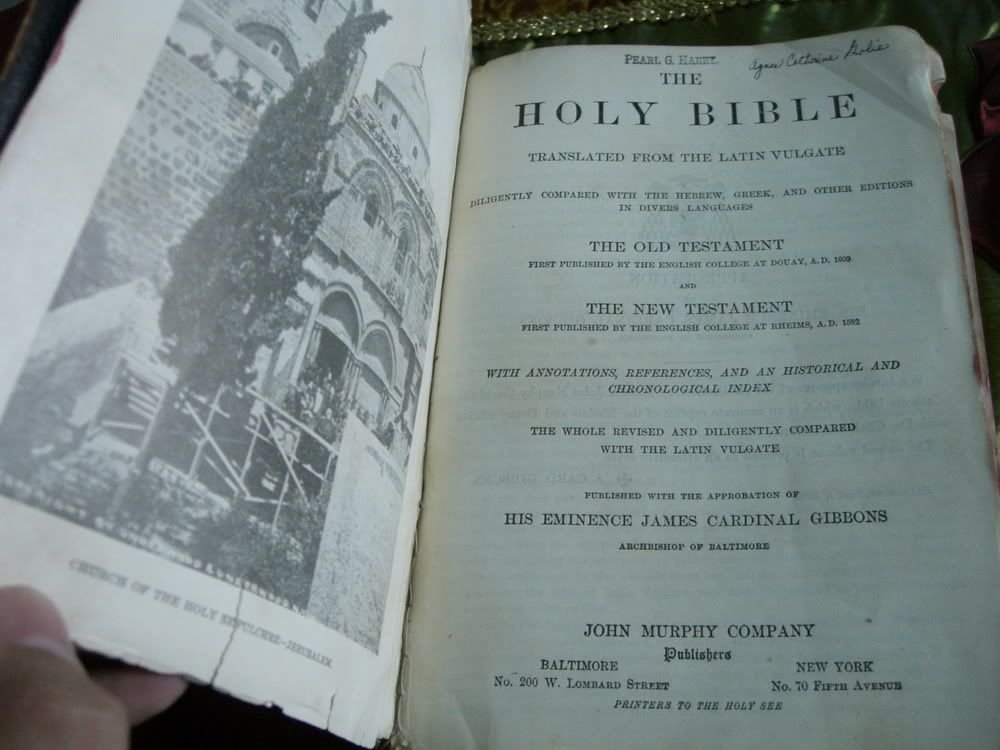 CHURCH OF THE HOLY SEPULCHRE—JERUSALEM.
PEARL G.
Agnes Catherine
THE
HOLY BIBLE
TRANSLATED FROM THE LATIN VULGATE
DILIGENTLY COMPARED WITH THE HEBREW, GREEK, AND OTHER EDITIONS
IN DIVERS LANGUAGES
THE OLD TESTAMENT
FIRST PUBLISHED BY THE ENGLISH COLLEGE AT DOUAY, A.D. 1609
AND
THE NEW TESTAMENT
FIRST PUBLISHED BY THE ENGLISH COLLEGE AT RHEIMS, A.D. 1582
WITH ANNOTATIONS, REFERENCES, AND AN HISTORICAL AND
CHRONOLOGICAL INDEX
THE WHOLE REVISED AND DILIGENTLY COMPARED
WITH THE LATIN VULGATE
PUBLISHED WITH THE APPROBATION OF
HIS EMINENCE JAMES CARDINAL GIBBONS
ARCHBISHOP OF BALTIMORE
JOHN MURPHY COMPANY
Publishers
BALTIMORE NEW YORK
No. 200 W. Lombard Street No. 70 Fifth Avenue
PRINTERS TO THE HOLY SEE